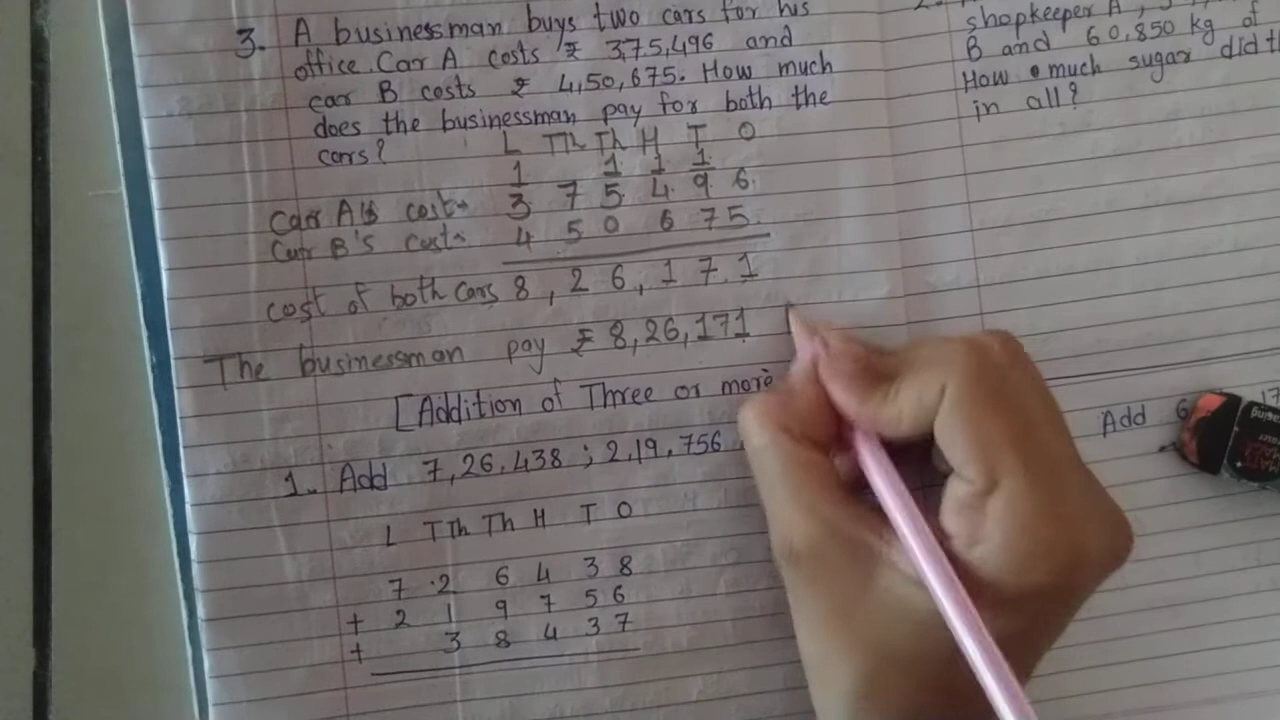 3. A businessman buys two cars for his
office. Car A costs ₹ 3,75,496 and
car B costs ₹ 4,50,675. How much
does the businessman pay for both the
cars?
L TTh Th H T O
1 1 1 1
Car A's cost 3 7 5 4 9 6
Car B's cost 4 5 0 6 7 5
cost of both Cars 8, 2 6, 1 7 1
The businessman pay ₹ 8,26,171
[Addition of Three or more
1. Add 7,26,438 ; 2,19,756
L TTh Th H T O
7 2 6 4 3 8
+ 2 1 9 7 5 6
+ 3 8 4 3 7
shopkeeper A,
B and 60,850 kg of
How much sugar did
in all?
Add 6
17